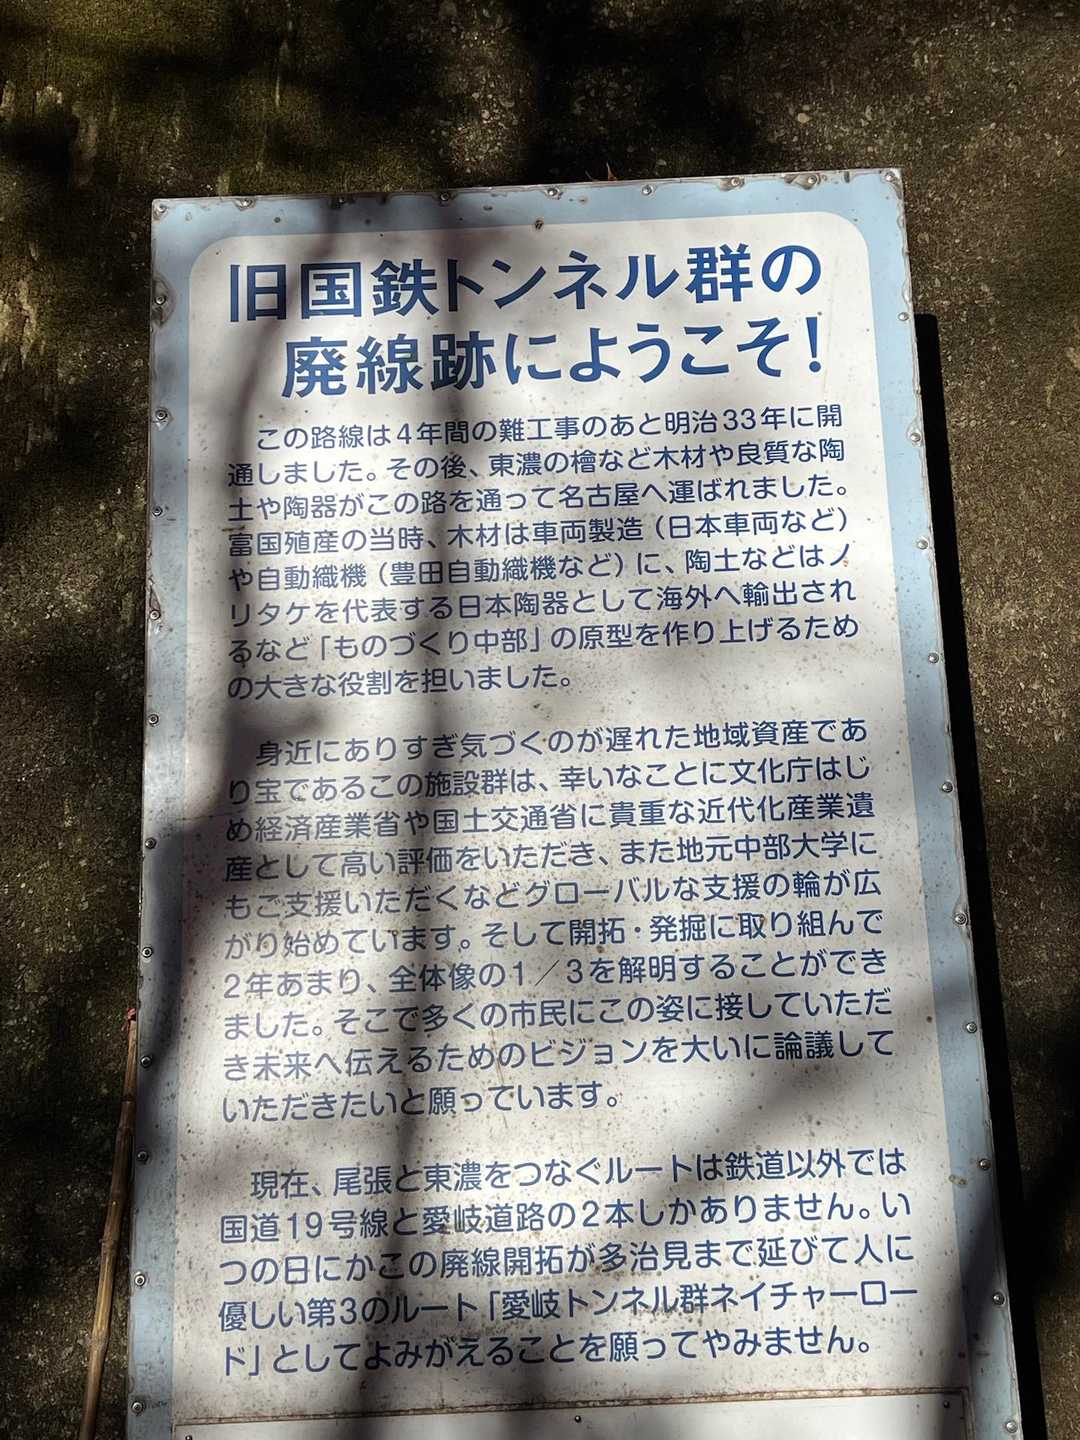 旧国鉄トンネル群の
廃線跡にようこそ!
この路線は4年間の難工事のあと明治33年に開
通しました。その後、東濃の檜など木材や良質な陶
土や陶器がこの路を通って名古屋へ運ばれました。
富国殖産の当時、木材は車両製造（日本車両など）
や自動織機（豊田自動織機など）に、陶土などはノ
リタケを代表する日本陶器として海外へ輸出され
るなど「ものづくり中部」の原型を作り上げるため
の大きな役割を担いました。
身近にありすぎ気づくのが遅れた地域資産であ
り宝であるこの施設群は、幸いなことに文化庁はじ
め経済産業省や国土交通省に貴重な近代化産業遺
産として高い評価をいただき、また地元中部大学に
もご支援いただくなどグローバルな支援の輪が広
がり始めています。そして開拓・発掘に取り組んで
2年あまり、全体像の1／3を解明することができ
ました。そこで多くの市民にこの姿に接していただ
き未来へ伝えるためのビジョンを大いに論議して
いただきたいと願っています。
現在、尾張と東濃をつなぐルートは鉄道以外では
国道19号線と愛岐道路の2本しかありません。い
つの日にかこの廃線開拓が多治見まで延びて人に
優しい第3のルート「愛岐トンネル群ネイチャーロー
ド」としてよみがえることを願ってやみません。